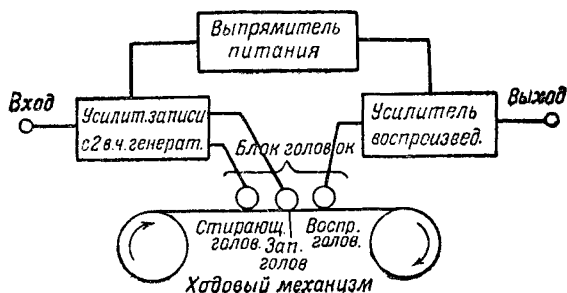 Выпрямитель
питания
Вход
Усилит. записи
с 2 в.ч. генерат.
Усилитель
воспроизвед.
Выход
Блок головок
Стирающ.
голов.
Зап.
голов
Воспр.
голов.
Ходовый механизм